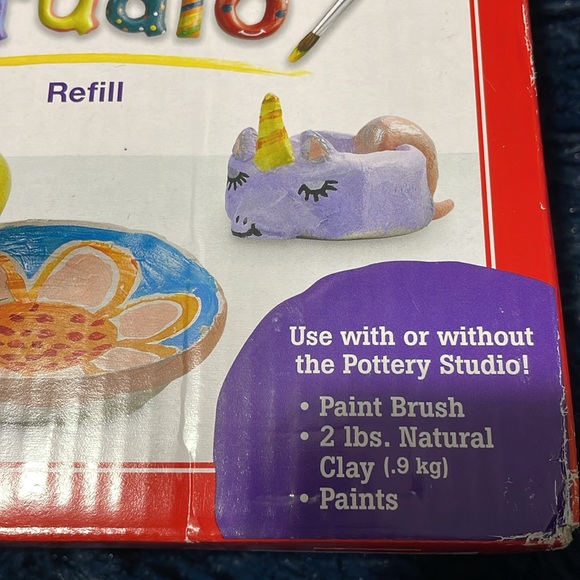 Refill
Use with or without
the Pottery Studio!
• Paint Brush
• 2 lbs. Natural
Clay (.9 kg)
• Paints